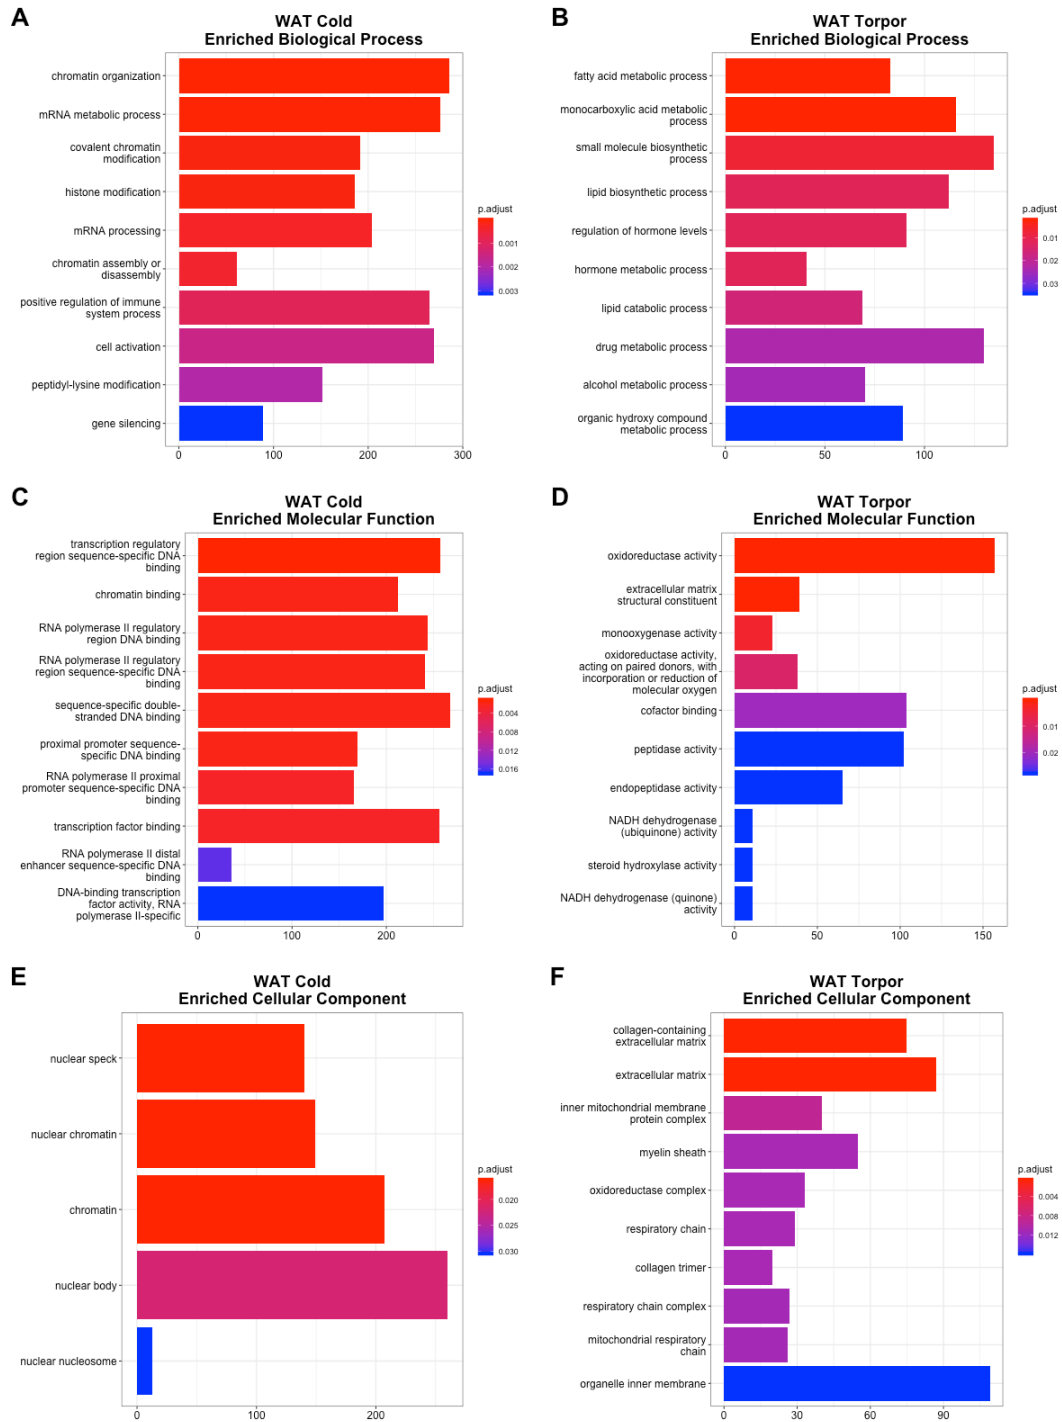 A
WAT Cold
Enriched Biological Process
chromatin organization
mRNA metabolic process
covalent chromatin
modification
histone modification
mRNA processing
chromatin assembly or
disassembly
positive regulation of immune
system process
cell activation
peptidyl-lysine modification
gene silencing
0
100
200
300
p.adjust
0.001
0.002
0.003
B
WAT Torpor
Enriched Biological Process
fatty acid metabolic process
monocarboxylic acid metabolic
process
small molecule biosynthetic
process
lipid biosynthetic process
regulation of hormone levels
hormone metabolic process
lipid catabolic process
drug metabolic process
alcohol metabolic process
organic hydroxy compound
metabolic process
0
50
100
p.adjust
0.01
0.02
0.03
C
WAT Cold
Enriched Molecular Function
transcription regulatory
region sequence-specific DNA
binding
chromatin binding
RNA polymerase II regulatory
region DNA binding
RNA polymerase II regulatory
region sequence-specific DNA
binding
sequence-specific double-
stranded DNA binding
proximal promoter sequence-
specific DNA binding
RNA polymerase II proximal
promoter sequence-specific DNA
binding
transcription factor binding
RNA polymerase II distal
enhancer sequence-specific DNA
binding
DNA-binding transcription
factor activity, RNA
polymerase II-specific
0
100
200
p.adjust
0.004
0.008
0.012
0.016
D
WAT Torpor
Enriched Molecular Function
oxidoreductase activity
extracellular matrix
structural constituent
monooxygenase activity
oxidoreductase activity,
acting on paired donors, with
incorporation or reduction of
molecular oxygen
cofactor binding
peptidase activity
endopeptidase activity
NADH dehydrogenase
(ubiquinone) activity
steroid hydroxylase activity
NADH dehydrogenase (quinone)
activity
0
50
100
150
p.adjust
0.01
0.02
E
WAT Cold
Enriched Cellular Component
nuclear speck
nuclear chromatin
chromatin
nuclear body
nuclear nucleosome
0
100
200
p.adjust
0.020
0.025
0.030
F
WAT Torpor
Enriched Cellular Component
collagen-containing
extracellular matrix
extracellular matrix
inner mitochondrial membrane
protein complex
myelin sheath
oxidoreductase complex
respiratory chain
collagen trimer
respiratory chain complex
mitochondrial respiratory
chain
organelle inner membrane
0
30
60
90
p.adjust
0.004
0.008
0.012